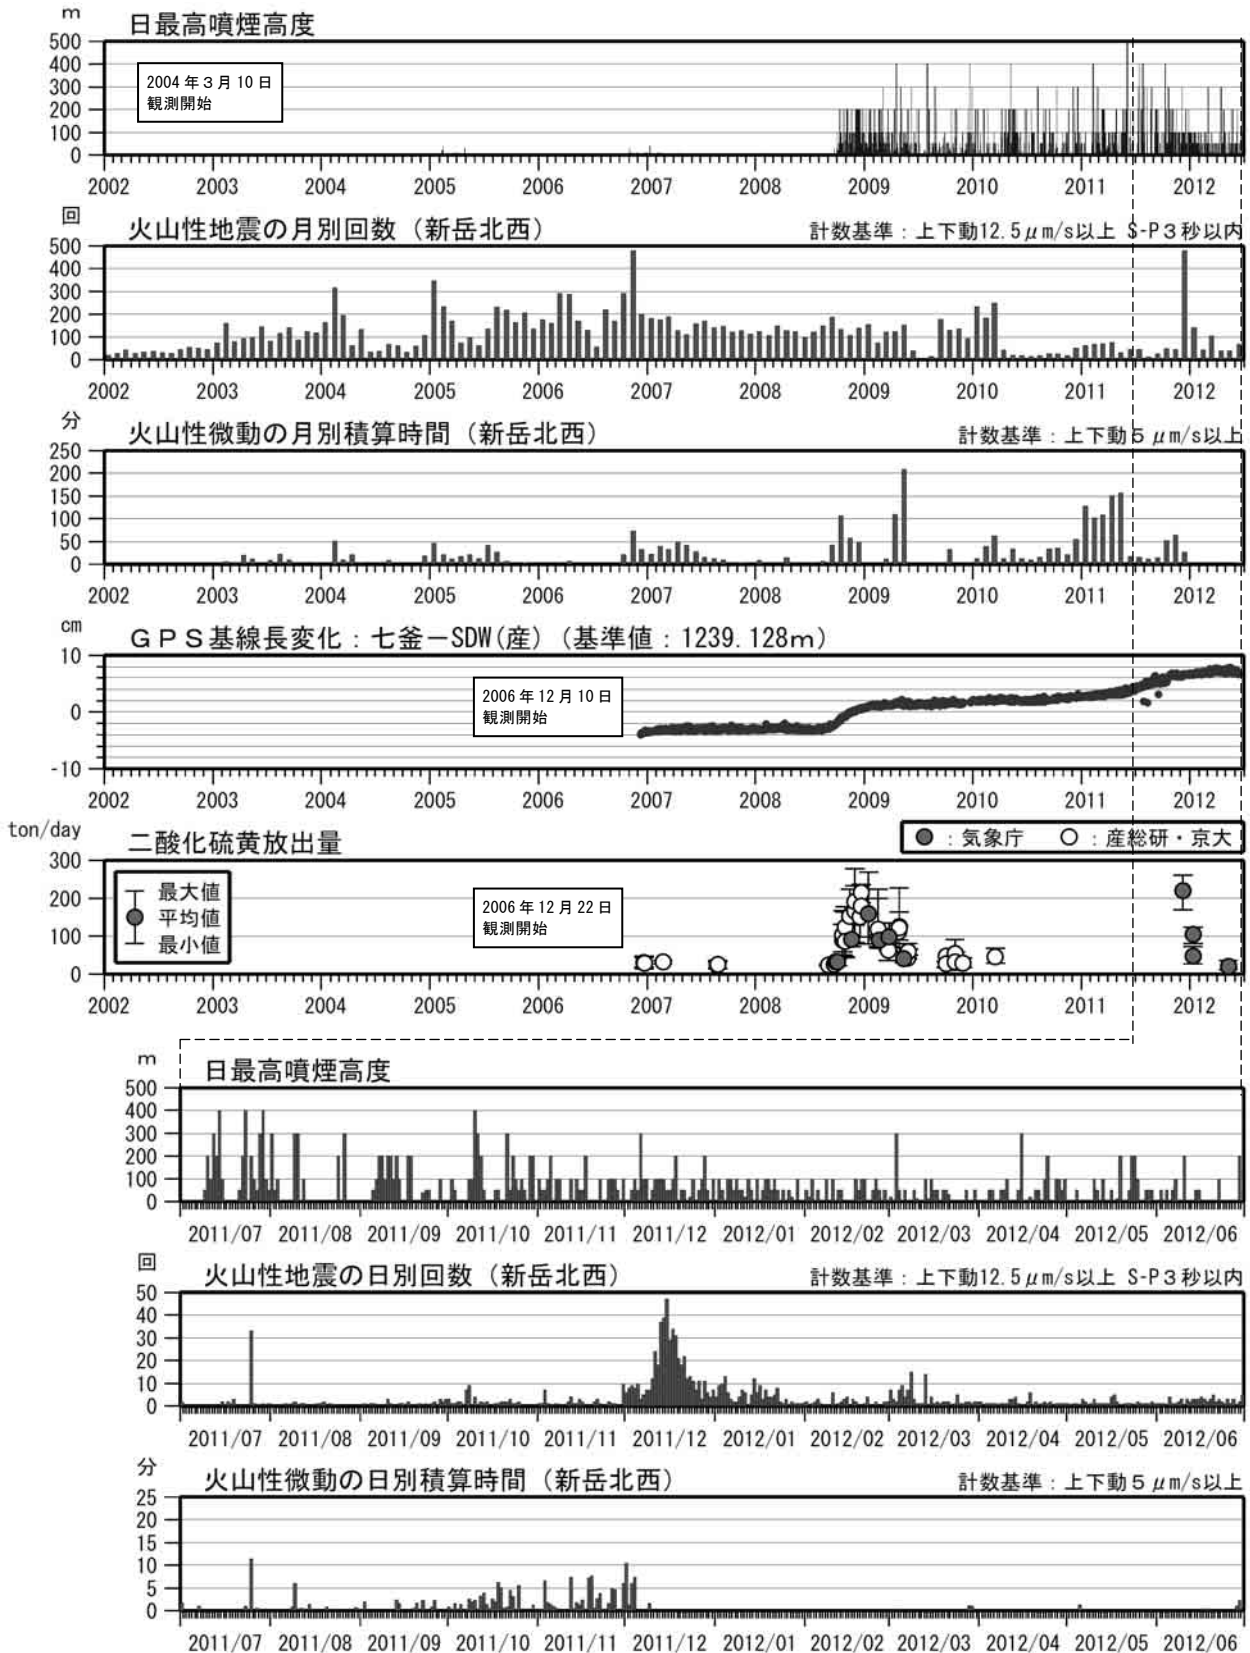 m
日最高噴煙高度
500
400
300
200
100
0
2004年3月10日
観測開始
2002 2003 2004 2005 2006 2007 2008 2009 2010 2011 2012
回
火山性地震の月別回数（新岳北西）
計数基準：上下動12.5μm/s以上 S-P3秒以内
500
400
300
200
100
0
2002 2003 2004 2005 2006 2007 2008 2009 2010 2011 2012
分
火山性微動の月別積算時間（新岳北西）
計数基準：上下動5μm/s以上
250
200
150
100
50
0
2002 2003 2004 2005 2006 2007 2008 2009 2010 2011 2012
cm
GPS基線長変化：七釜－SDW(産)（基準値：1239.128m）
10
0
-10
2006年12月10日
観測開始
2002 2003 2004 2005 2006 2007 2008 2009 2010 2011 2012
ton/day
二酸化硫黄放出量
：気象庁 ：産総研・京大
300
200
100
0
最大値
平均値
最小値
2006年12月22日
観測開始
2002 2003 2004 2005 2006 2007 2008 2009 2010 2011 2012
m
日最高噴煙高度
500
400
300
200
100
0
2011/07 2011/08 2011/09 2011/10 2011/11 2011/12 2012/01 2012/02 2012/03 2012/04 2012/05 2012/06
回
火山性地震の日別回数（新岳北西）
計数基準：上下動12.5μm/s以上 S-P3秒以内
50
40
30
20
10
0
2011/07 2011/08 2011/09 2011/10 2011/11 2011/12 2012/01 2012/02 2012/03 2012/04 2012/05 2012/06
分
火山性微動の日別積算時間（新岳北西）
計数基準：上下動5μm/s以上
25
20
15
10
5
0
2011/07 2011/08 2011/09 2011/10 2011/11 2011/12 2012/01 2012/02 2012/03 2012/04 2012/05 2012/06